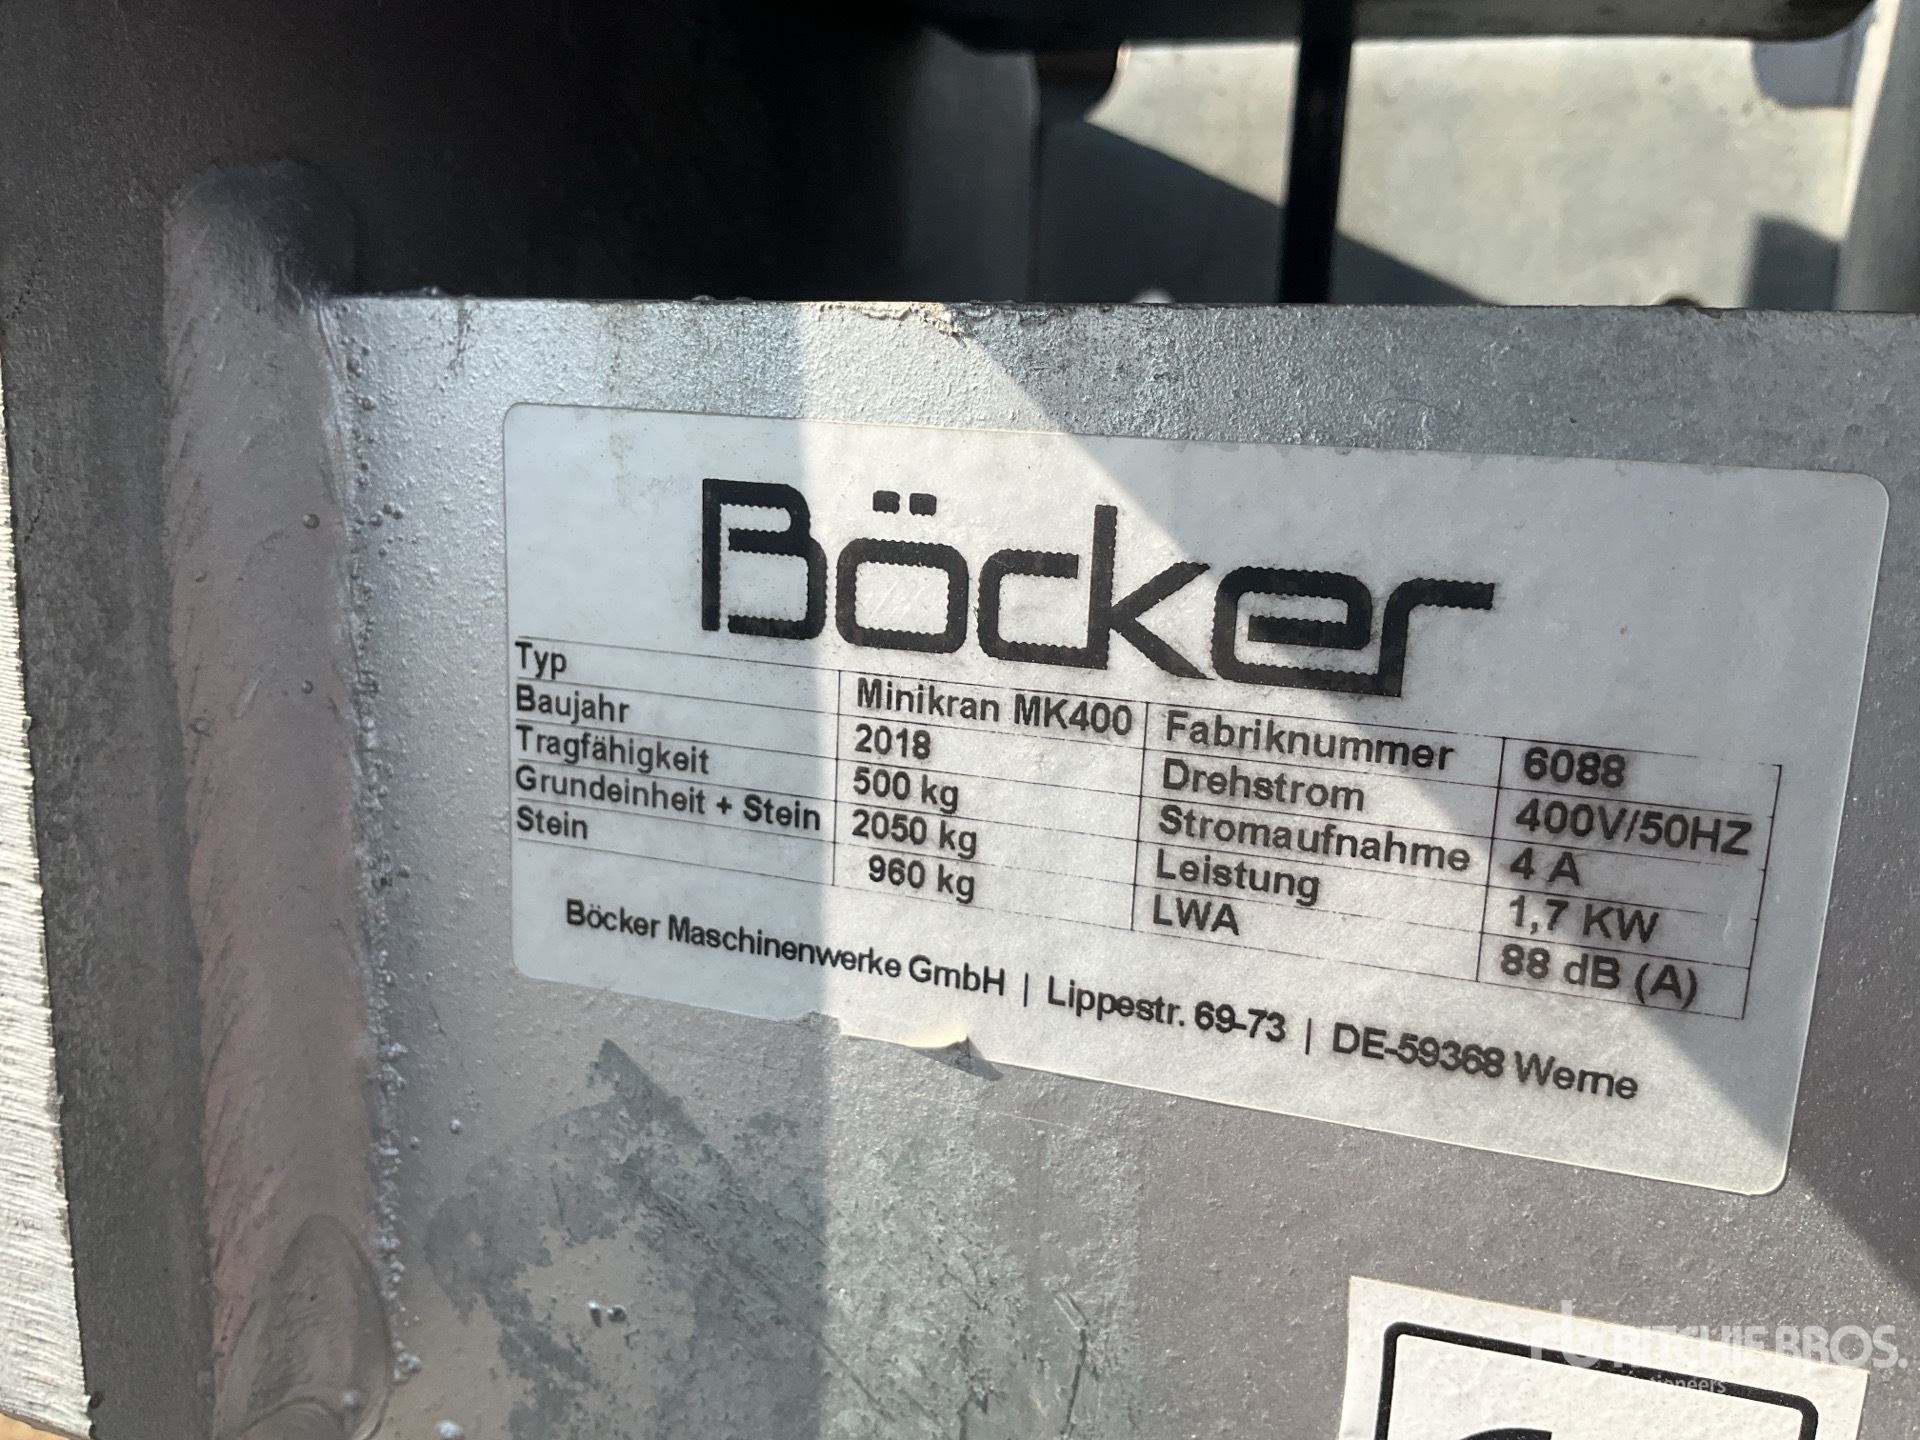 Böcker
Typ Minikran MK400 Fabriknummer 6088
Baujahr 2018 Drehstrom 400V/50HZ
Tragfähigkeit 500 kg Stromaufnahme 4 A
Grundeinheit + Stein 2050 kg Leistung 1,7 KW
Stein 960 kg LWA 88 dB (A)
Böcker Maschinenwerke GmbH | Lippestr. 69-73 | DE-59368 Werne
rb RITCHIE BROS.